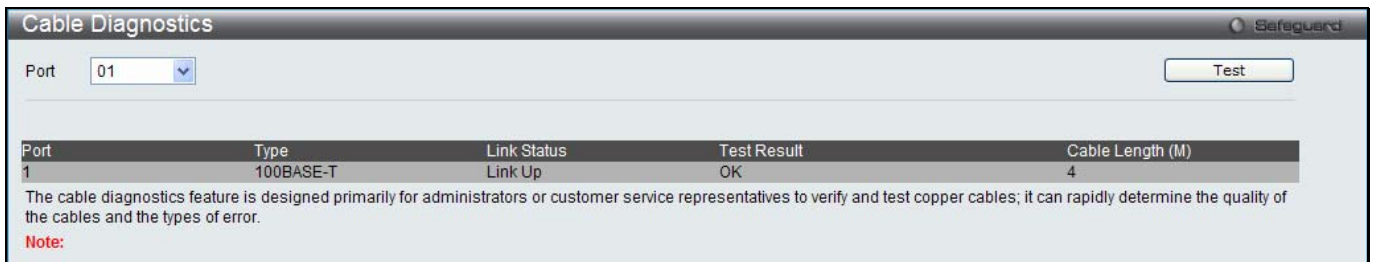 Cable Diagnostics
Safeguard
Port 01
Test
Port Type Link Status Test Result Cable Length (M)
1 100BASE-T Link Up OK 4
The cable diagnostics feature is designed primarily for administrators or customer service representatives to verify and test copper cables; it can rapidly determine the quality of
the cables and the types of error.
Note: